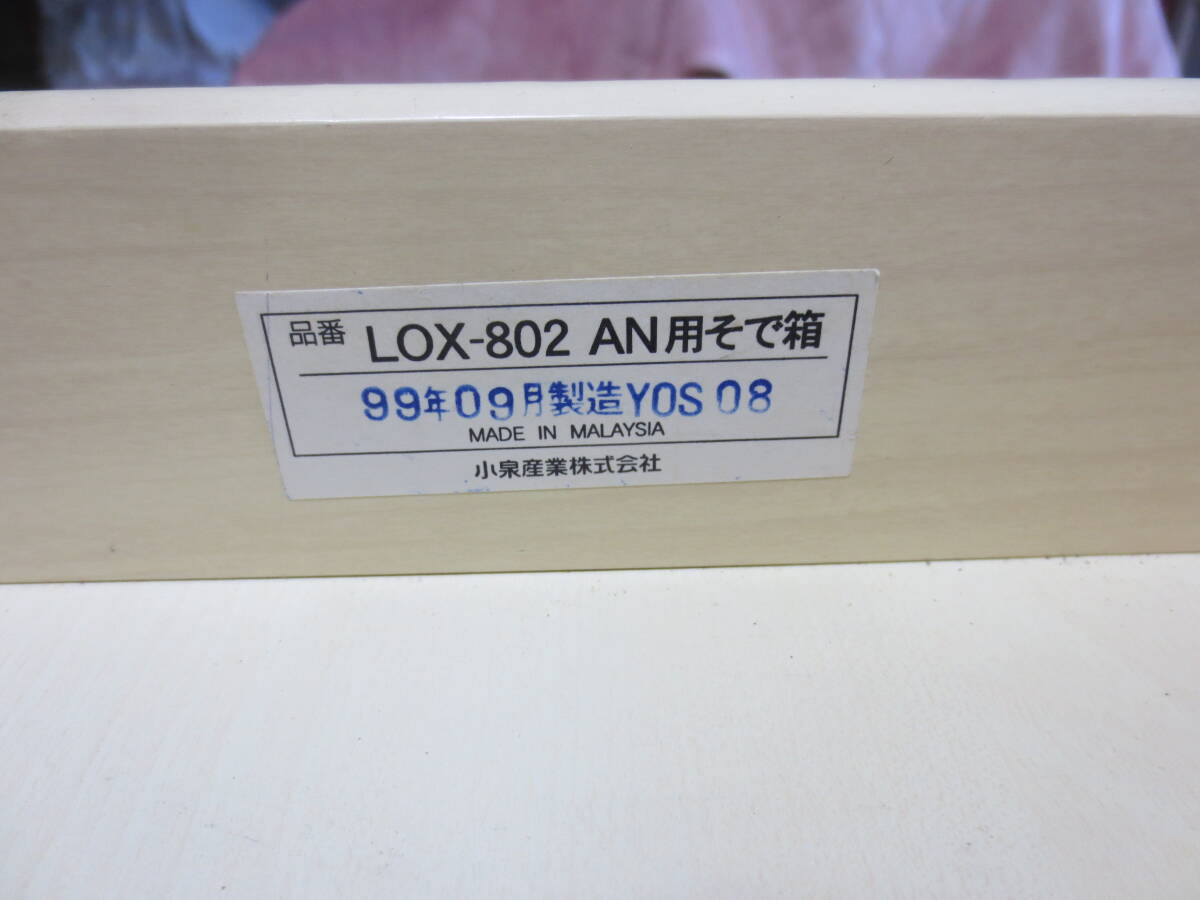 品番 LOX-802 AN用そで箱
99年09月製造YOS 08
MADE IN MALAYSIA
小泉産業株式会社